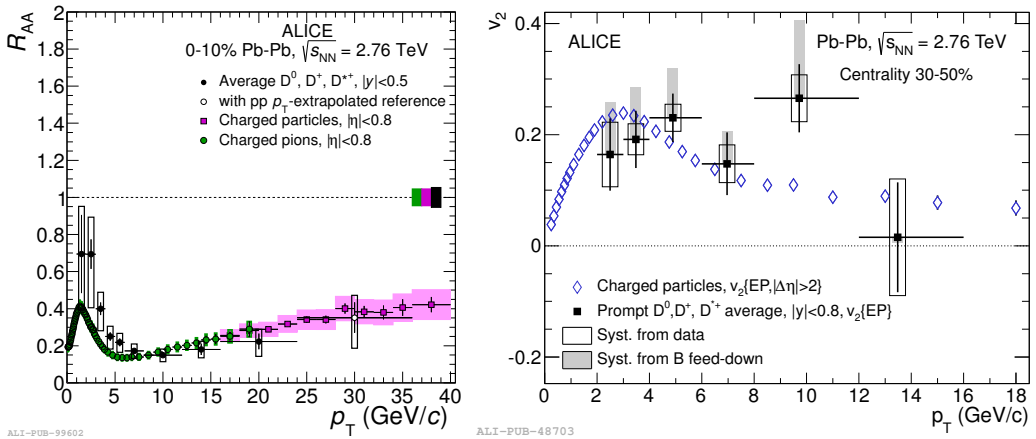 R_AA
ALICE
0-10% Pb-Pb, √s_NN = 2.76 TeV
Average D⁰, D⁺, D*⁺, |y|<0.5
with pp p_T-extrapolated reference
Charged particles, |η|<0.8
Charged pions, |η|<0.8
2
1.8
1.6
1.4
1.2
1
0.8
0.6
0.4
0.2
0
0 5 10 15 20 25 30 35 40
p_T (GeV/c)
ALI-PUB-99602
v₂
ALICE
Pb-Pb, √s_NN = 2.76 TeV
Centrality 30-50%
0.4
0.2
0
-0.2
Charged particles, v₂{EP,|Δη|>2}
Prompt D⁰,D⁺, D*⁺ average, |y|<0.8, v₂{EP}
Syst. from data
Syst. from B feed-down
0 2 4 6 8 10 12 14 16 18
p_T (GeV/c)
ALI-PUB-48703